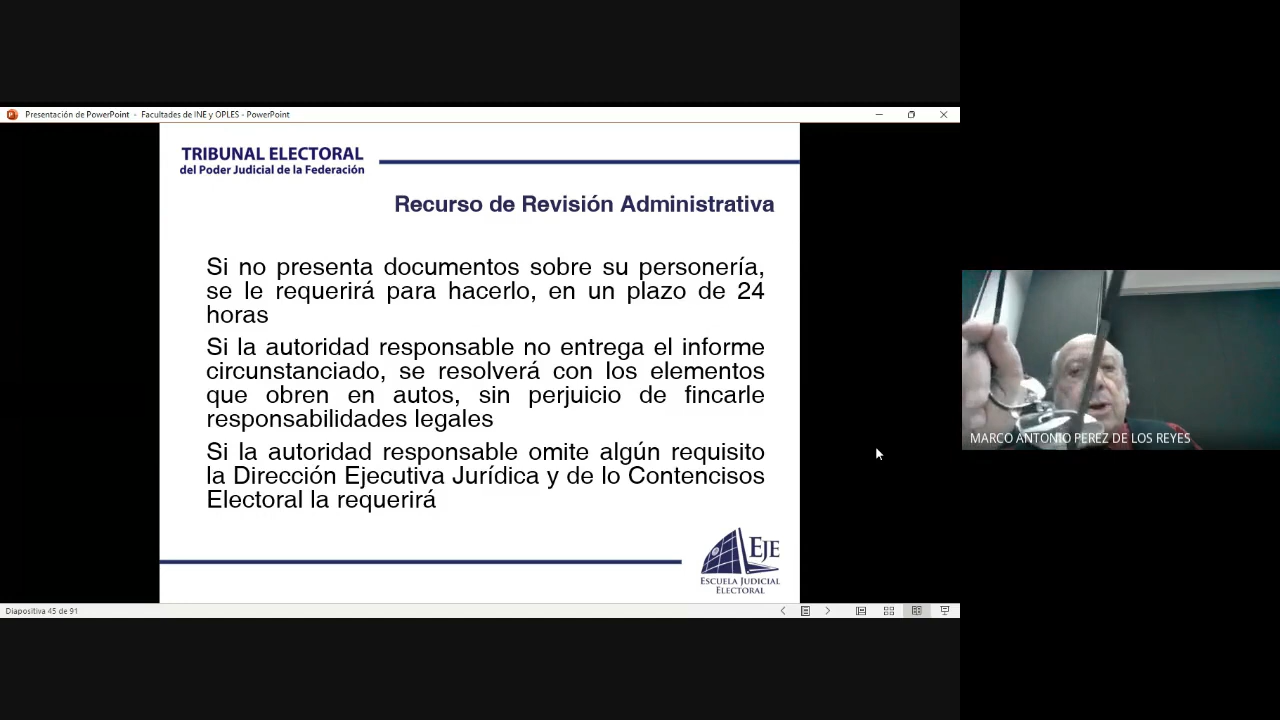 Presentación de PowerPoint - Facultades de INE y OPLES - PowerPoint
TRIBUNAL ELECTORAL
del Poder Judicial de la Federación
Recurso de Revisión Administrativa
Si no presenta documentos sobre su personería,
se le requerirá para hacerlo, en un plazo de 24
horas
Si la autoridad responsable no entrega el informe
circunstanciado, se resolverá con los elementos
que obren en autos, sin perjuicio de fincarle
responsabilidades legales
Si la autoridad responsable omite algún requisito
la Dirección Ejecutiva Jurídica y de lo Contencisos
Electoral la requerirá
EJE
ESCUELA JUDICIAL
ELECTORAL
MARCO ANTONIO PEREZ DE LOS REYES
Diapositiva 45 de 91